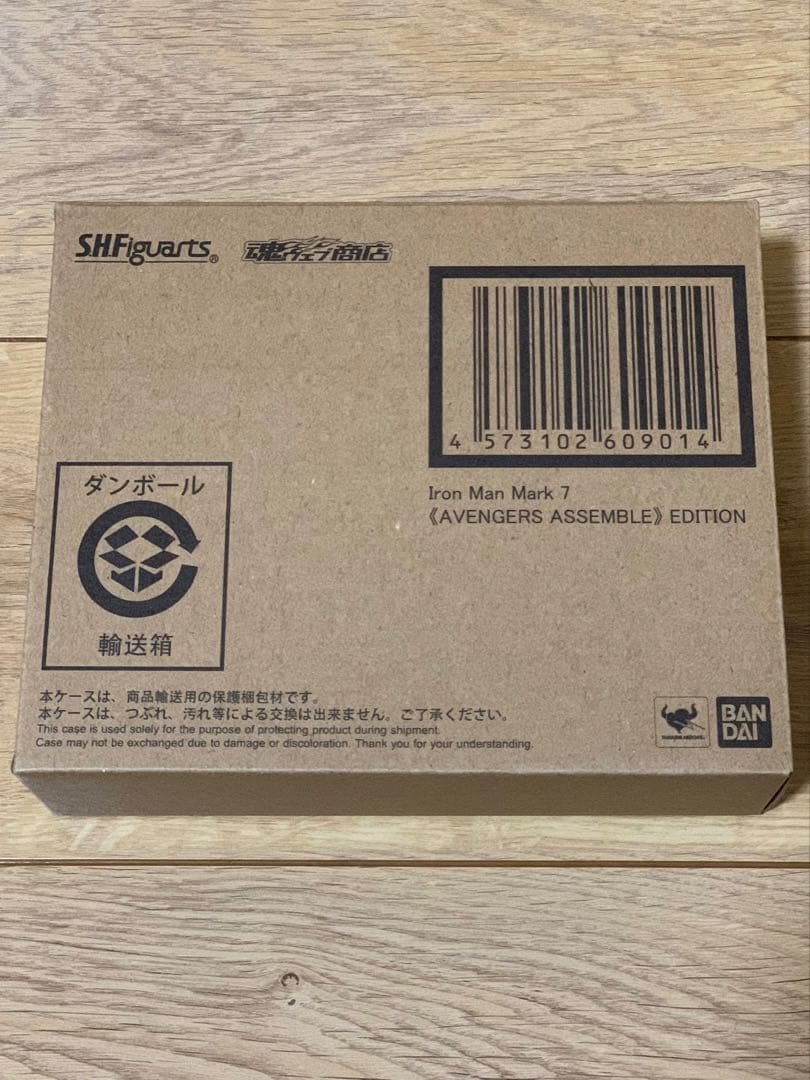 S.H.Figuarts®
魂ウェブ商店
4 573102 609014
Iron Man Mark 7
《AVENGERS ASSEMBLE》 EDITION
ダンボール
輸送箱
本ケースは、商品輸送用の保護梱包材です。
本ケースは、つぶれ、汚れ等による交換は出来ません。ご了承ください。
This case is used solely for the purpose of protecting product during shipment.
Case may not be exchanged due to damage or discoloration. Thank you for your understanding.
BAN
DAI